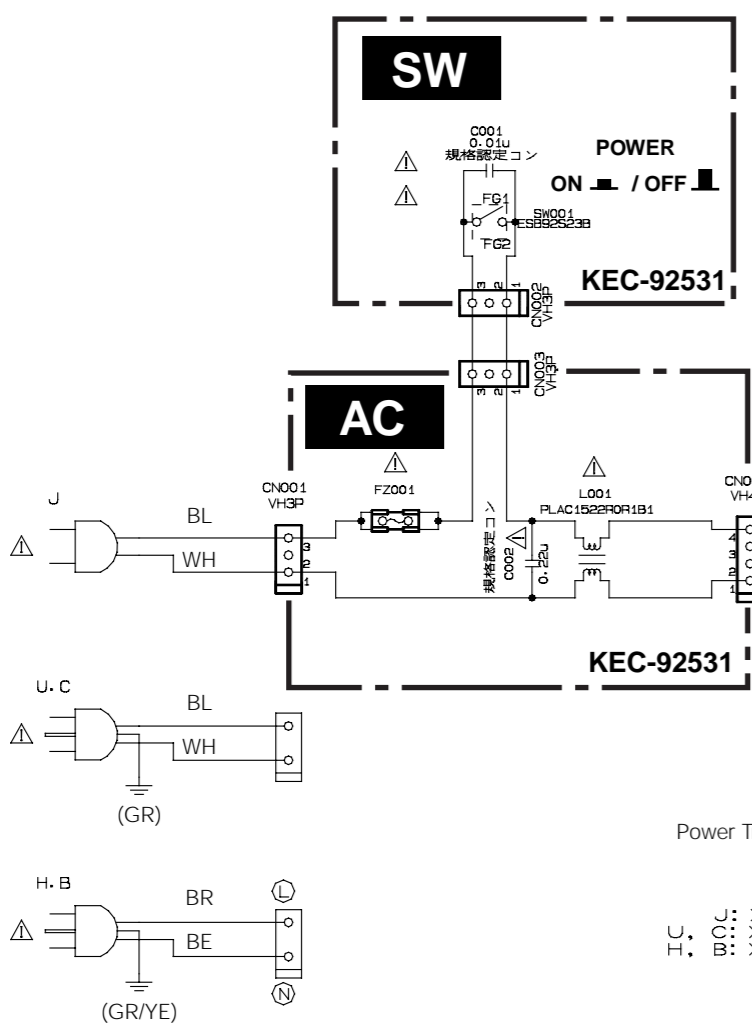 SW
C001
0.01u
規格認定コン
POWER
ON / OFF
FG1
SW001
ESB92S23B
FG2
KEC-92531
3 2 1
CN002
VH3P
3 2 1
CN003
VH3P
AC
J
BL
WH
CN001
VH3P
3
2
1
FZ001
規格認定コン
C002
0.22u
L001
PLAC1522R0R1B1
CN0
VH4
4
3
2
1
KEC-92531
U.C
BL
WH
(GR)
Power T
H.B
BR
BE
L
N
(GR/YE)
J:
U, C:
H, B: